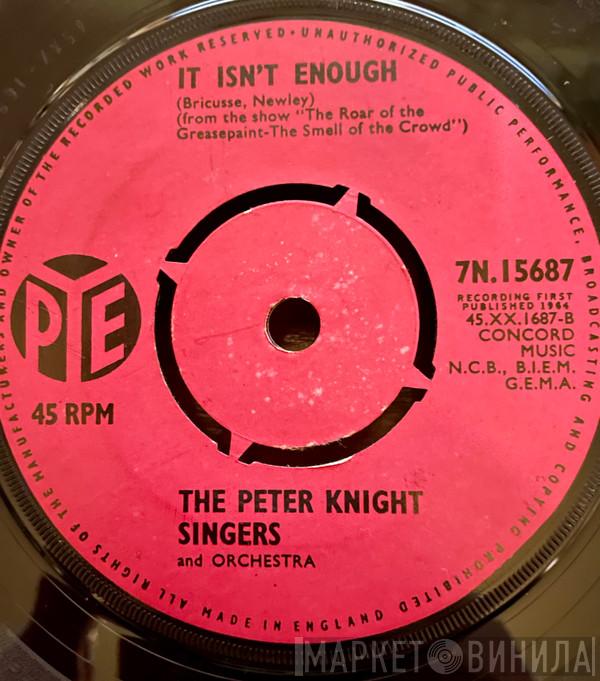 MANUFACTURERS AND OWNER OF THE RECORDED WORK RESERVED • UNAUTHORIZED PUBLIC PERFORMANCE, BROADCASTING AND COPYING PROHIBITED MADE IN ENGLAND
ALL RIGHTS OF THE
IT ISN'T ENOUGH
(Bricusse, Newley)
(from the show "The Roar of the
Greasepaint-The Smell of the Crowd")
PYE
7N.15687
RECORDING FIRST
PUBLISHED 1964
45.XX.1687-B
CONCORD
MUSIC
N.C.B., B.I.E.M.
G.E.M.A.
45 RPM
THE PETER KNIGHT
SINGERS
and ORCHESTRA
МАРКЕТ ВИНИЛА